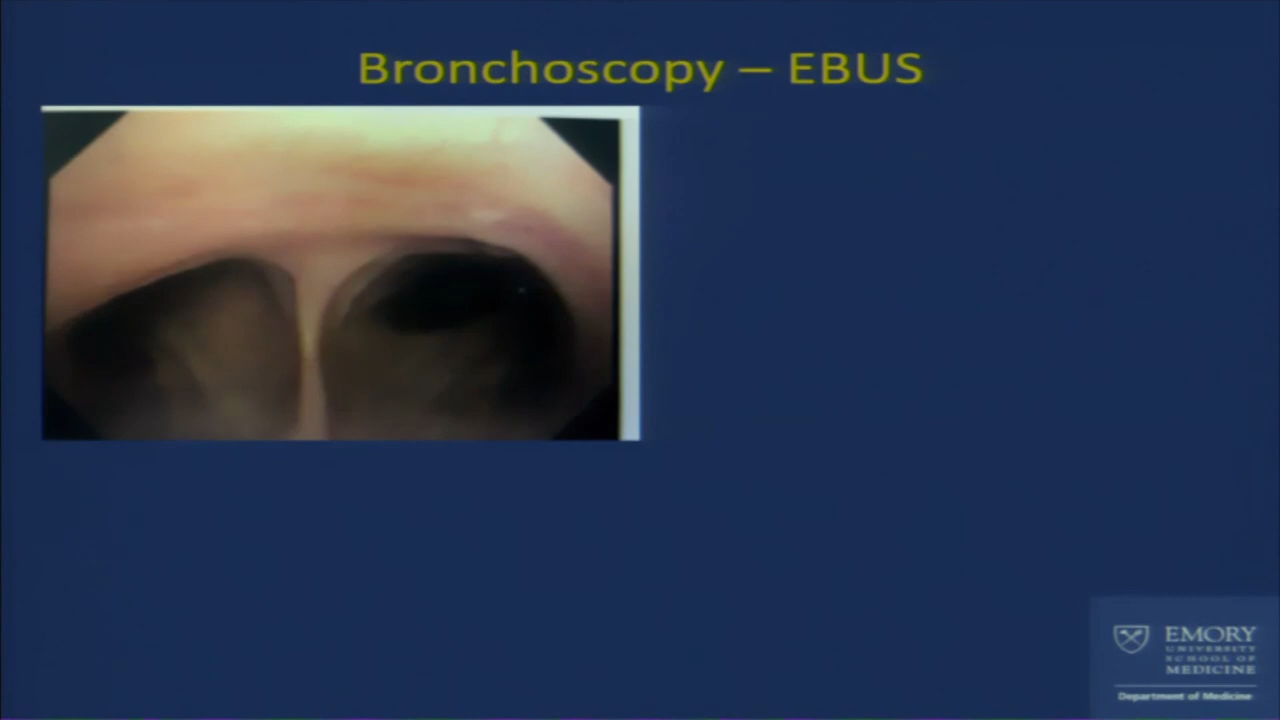 Bronchoscopy – EBUS
EMORY
UNIVERSITY
SCHOOL OF
MEDICINE
Department of Medicine